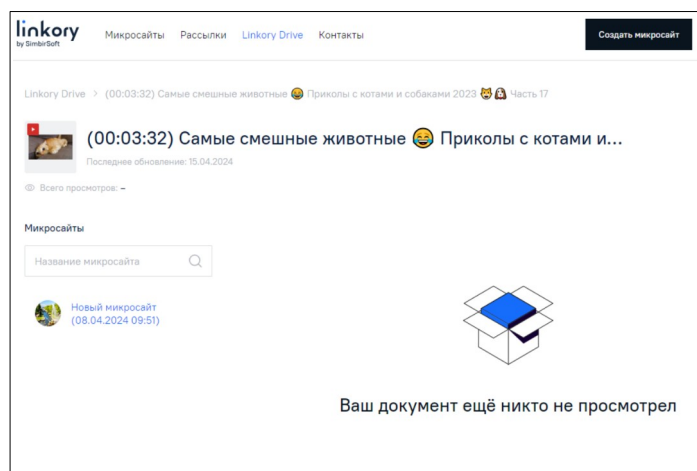 linkory
by SimbirSoft
Микросайты Рассылки Linkory Drive Контакты
Создать микросайт
Linkory Drive > (00:03:32) Самые смешные животные 😂 Приколы с котами и собаками 2023 😹🐶 Часть 17
(00:03:32) Самые смешные животные 😂 Приколы с котами и...
Последнее обновление: 15.04.2024
Всего просмотров: –
Микросайты
Название микросайта
Новый микросайт
(08.04.2024 09:51)
Ваш документ ещё никто не просмотрел